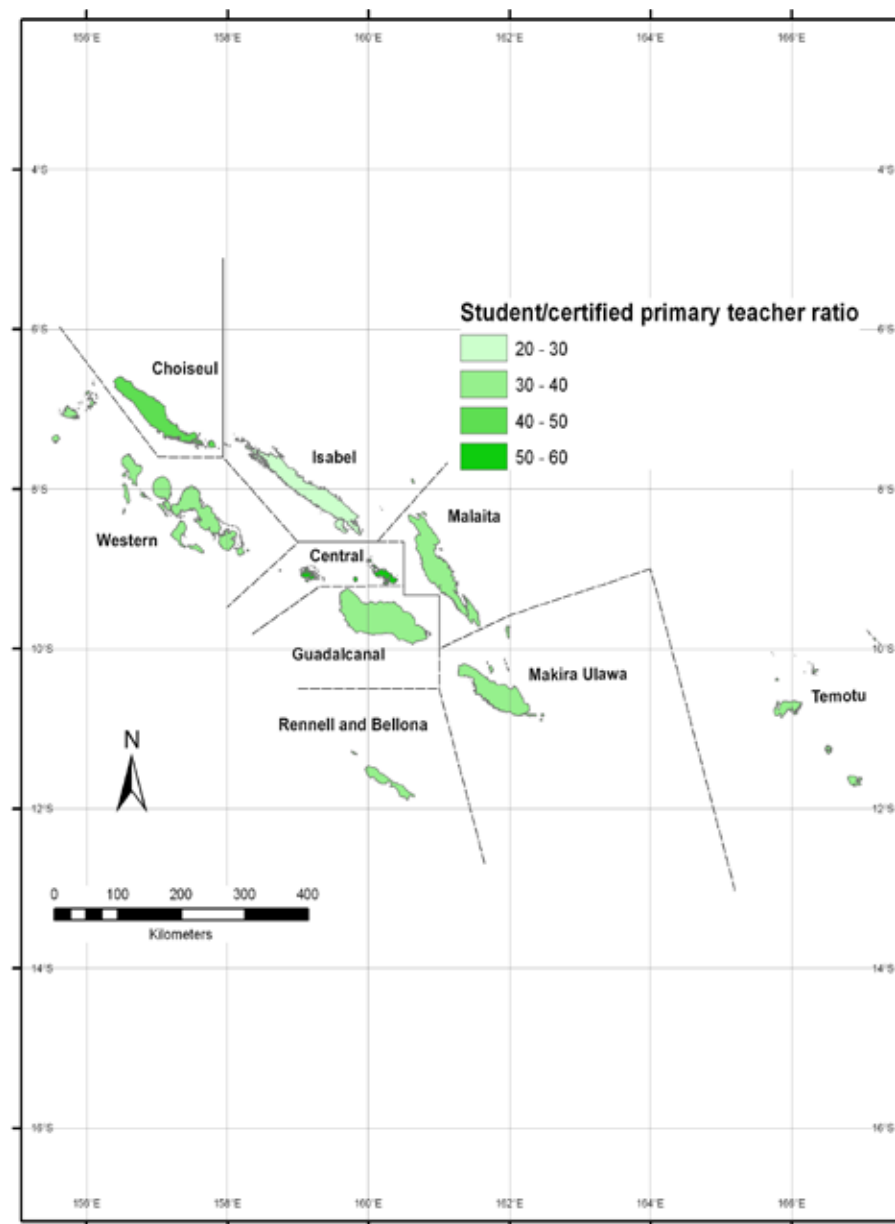 156°E 158°E 160°E 162°E 164°E 166°E
4°S 4°S
Student/certified primary teacher ratio
20 - 30
30 - 40
40 - 50
50 - 60
6°S 6°S
Choiseul
Isabel
8°S 8°S
Malaita
Western
Central
10°S 10°S
Guadalcanal
Makira Ulawa
Temotu
Rennell and Bellona
N
12°S 12°S
0 100 200 300 400
Kilometers
14°S 14°S
16°S 16°S
156°E 158°E 160°E 162°E 164°E 166°E